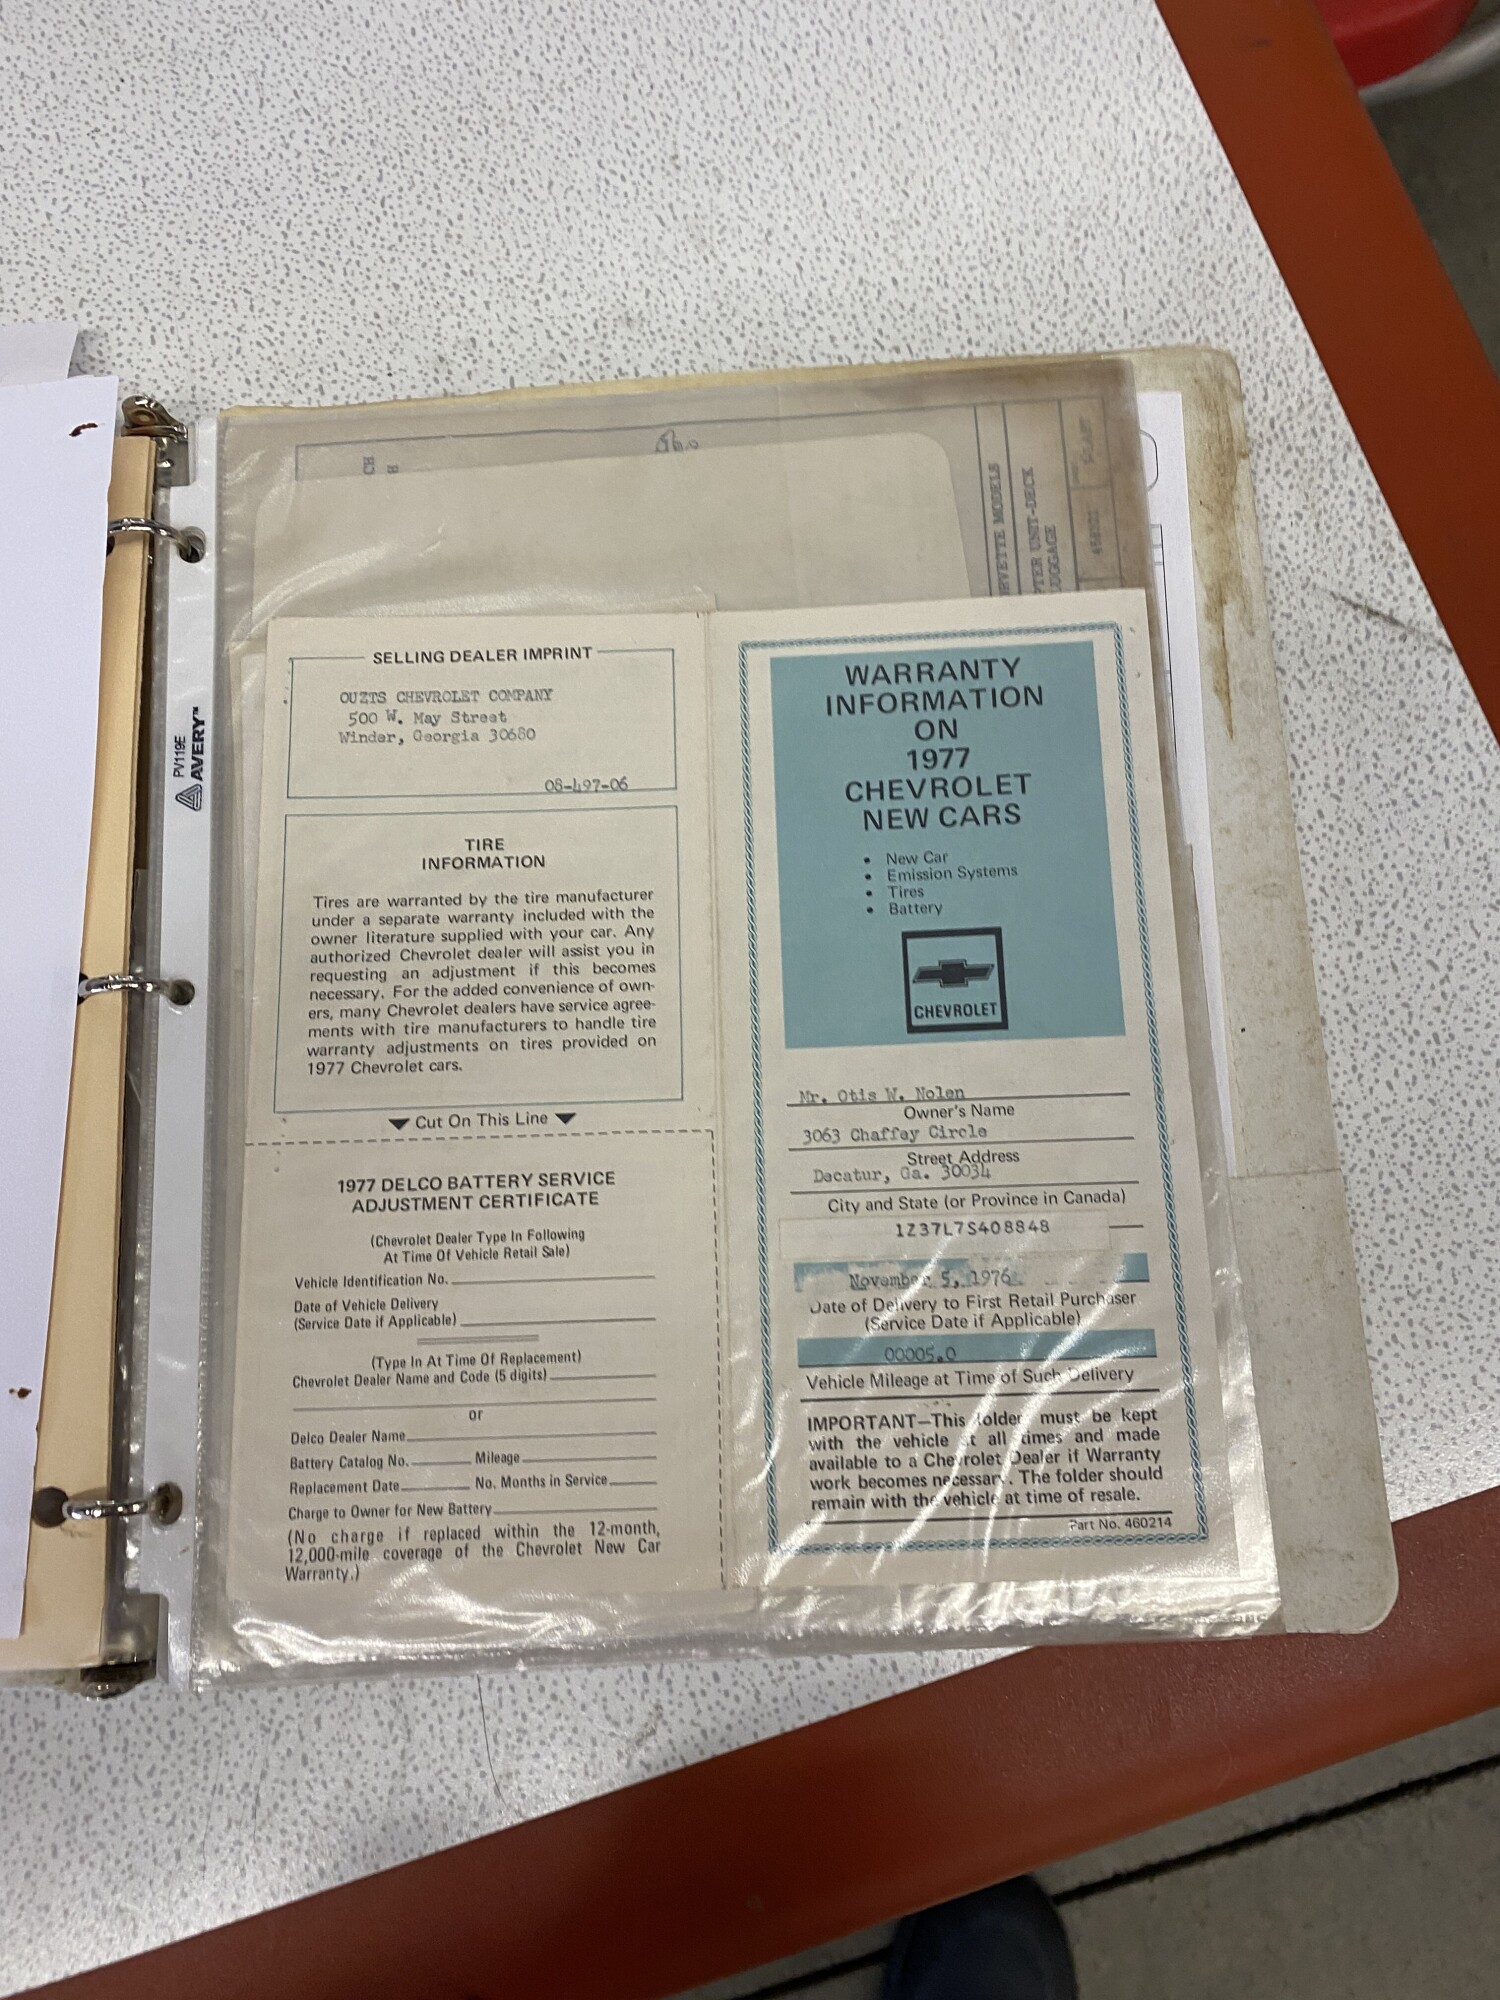 CH
H
RVETTE MODELS
PTER UNIT-DECK
UGGAGE
PV119E
AVERY™
SELLING DEALER IMPRINT
OUZTS CHEVROLET COMPANY
500 W. May Street
Winder, Georgia 30680
08-497-06
TIRE
INFORMATION
Tires are warranted by the tire manufacturer
under a separate warranty included with the
owner literature supplied with your car. Any
authorized Chevrolet dealer will assist you in
requesting an adjustment if this becomes
necessary. For the added convenience of own-
ers, many Chevrolet dealers have service agree-
ments with tire manufacturers to handle tire
warranty adjustments on tires provided on
1977 Chevrolet cars.
Cut On This Line
1977 DELCO BATTERY SERVICE
ADJUSTMENT CERTIFICATE
(Chevrolet Dealer Type In Following
At Time Of Vehicle Retail Sale)
Vehicle Identification No.
Date of Vehicle Delivery
(Service Date if Applicable)
(Type In At Time Of Replacement)
Chevrolet Dealer Name and Code (5 digits)
or
Delco Dealer Name
Battery Catalog No. Mileage
Replacement Date No. Months in Service
Charge to Owner for New Battery
(No charge if replaced within the 12-month,
12,000-mile coverage of the Chevrolet New Car
Warranty.)
WARRANTY
INFORMATION
ON
1977
CHEVROLET
NEW CARS
• New Car
• Emission Systems
• Tires
• Battery
CHEVROLET
Mr. Otis W. Nolen
Owner's Name
3063 Chaffey Circle
Street Address
Decatur, Ga. 30034
City and State (or Province in Canada)
1Z37L7S408848
November 5, 1976
Date of Delivery to First Retail Purchaser
(Service Date if Applicable)
00005.0
Vehicle Mileage at Time of Such Delivery
IMPORTANT—This folder must be kept
with the vehicle at all times and made
available to a Chevrolet Dealer if Warranty
work becomes necessary. The folder should
remain with the vehicle at time of resale.
Part No. 460214